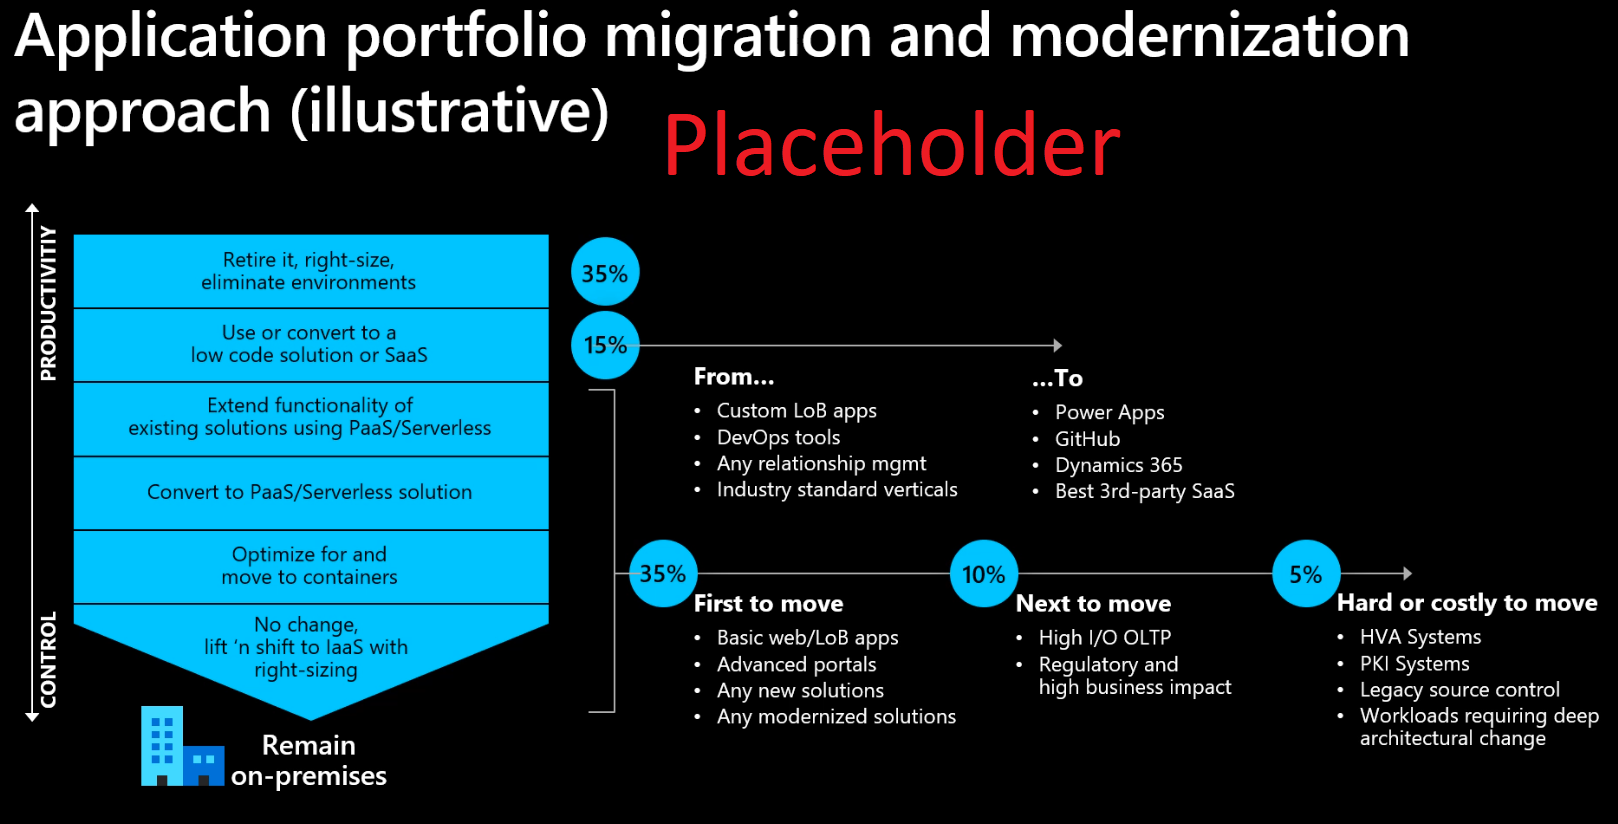 Application portfolio migration and modernization
approach (illustrative)
Placeholder
PRODUCTIVITIY
CONTROL
Retire it, right-size,
eliminate environments
35%
Use or convert to a
low code solution or SaaS
15%
Extend functionality of
existing solutions using PaaS/Serverless
Convert to PaaS/Serverless solution
Optimize for and
move to containers
No change,
lift ‘n shift to IaaS with
right-sizing
Remain
on-premises
From...
• Custom LoB apps
• DevOps tools
• Any relationship mgmt
• Industry standard verticals
...To
• Power Apps
• GitHub
• Dynamics 365
• Best 3rd-party SaaS
35%
First to move
• Basic web/LoB apps
• Advanced portals
• Any new solutions
• Any modernized solutions
10%
Next to move
• High I/O OLTP
• Regulatory and
high business impact
5%
Hard or costly to move
• HVA Systems
• PKI Systems
• Legacy source control
• Workloads requiring deep
architectural change